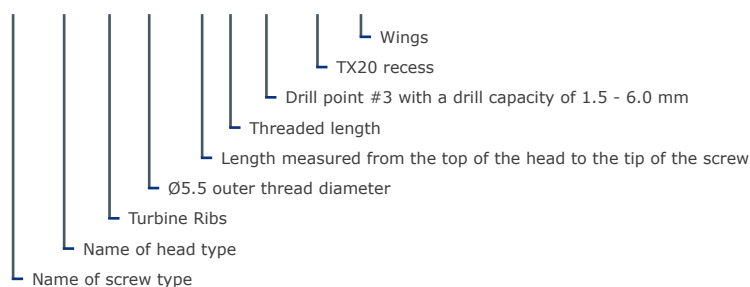 Wings
TX20 recess
Drill point #3 with a drill capacity of 1.5 - 6.0 mm
Threaded length
Length measured from the top of the head to the tip of the screw
Ø5.5 outer thread diameter
Turbine Ribs
Name of head type
Name of screw type